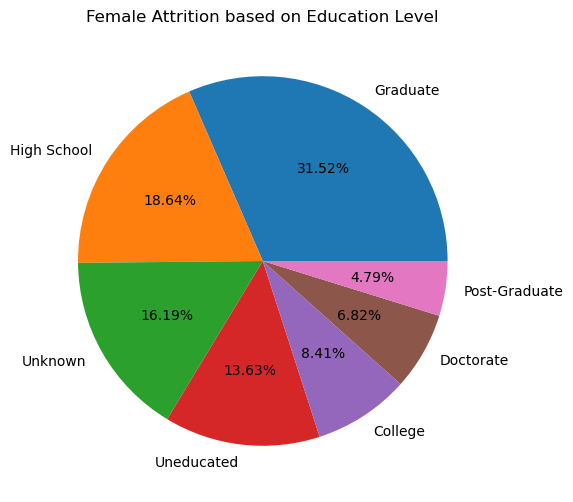 Female Attrition based on Education Level
Graduate
31.52%
High School
18.64%
Unknown
16.19%
Uneducated
13.63%
College
8.41%
Doctorate
6.82%
Post-Graduate
4.79%